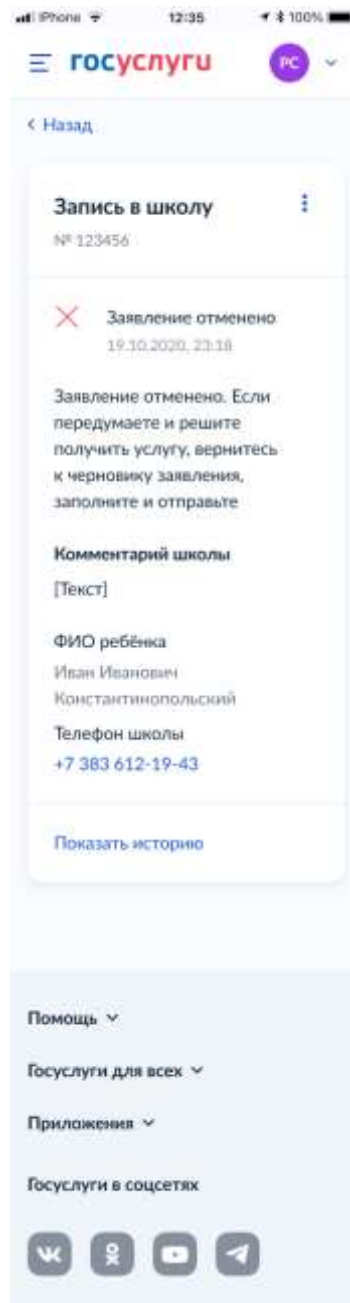 iPhone 12:35 100%
госуслуги РС
Назад
Запись в школу
№ 123456
Заявление отменено
19.10.2020, 23:18
Заявление отменено. Если
передумаете и решите
получить услугу, вернитесь
к черновику заявления,
заполните и отправьте
Комментарий школы
[Текст]
ФИО ребёнка
Иван Иванович
Константинопольский
Телефон школы
+7 383 612-19-43
Показать историю
Помощь
Госуслуги для всех
Приложения
Госуслуги в соцсетях